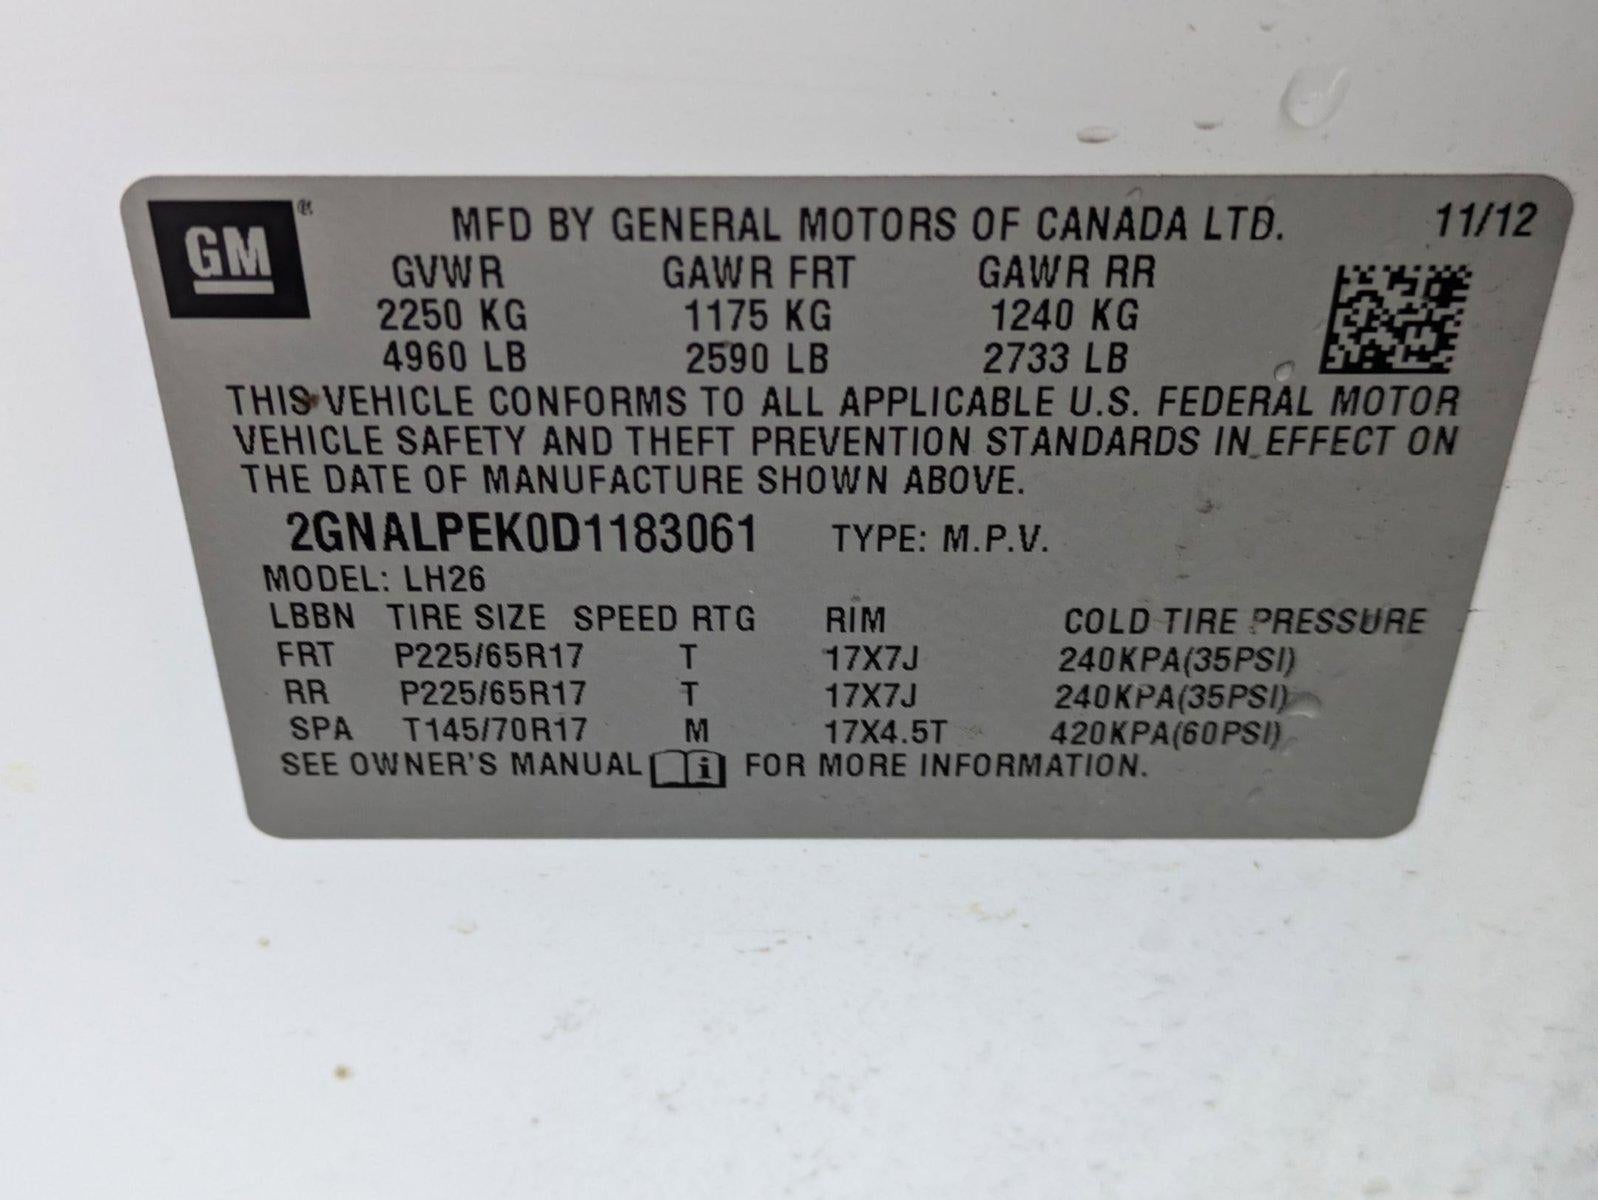 GM ®
MFD BY GENERAL MOTORS OF CANADA LTD. 11/12
GVWR GAWR FRT GAWR RR
2250 KG 1175 KG 1240 KG
4960 LB 2590 LB 2733 LB
THIS VEHICLE CONFORMS TO ALL APPLICABLE U.S. FEDERAL MOTOR
VEHICLE SAFETY AND THEFT PREVENTION STANDARDS IN EFFECT ON
THE DATE OF MANUFACTURE SHOWN ABOVE.
2GNALPEK0D1183061 TYPE: M.P.V.
MODEL: LH26
LBBN TIRE SIZE SPEED RTG RIM COLD TIRE PRESSURE
FRT P225/65R17 T 17X7J 240KPA(35PSI)
RR P225/65R17 T 17X7J 240KPA(35PSI)
SPA T145/70R17 M 17X4.5T 420KPA(60PSI)
SEE OWNER'S MANUAL i FOR MORE INFORMATION.